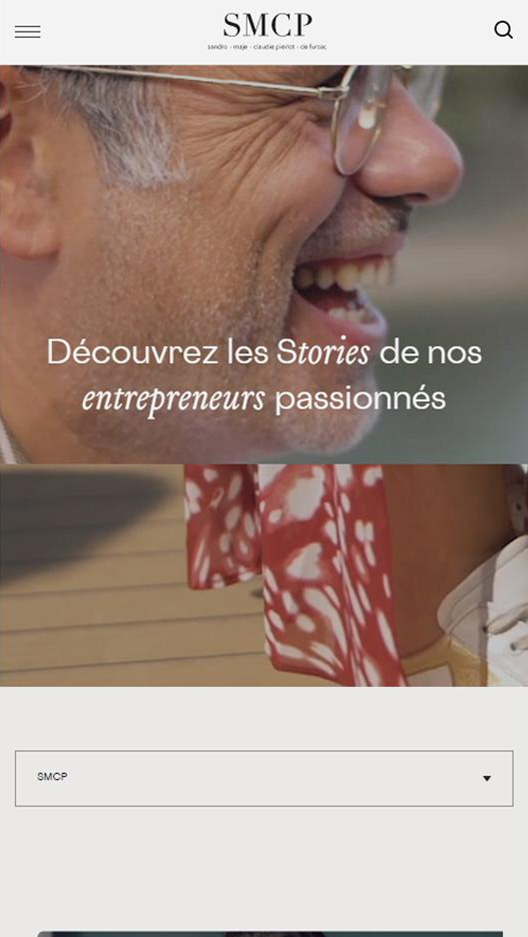 SMCP
sandro - maje - claudie pierlot - de fursac
Découvrez les Stories de nos
entrepreneurs passionnés
SMCP